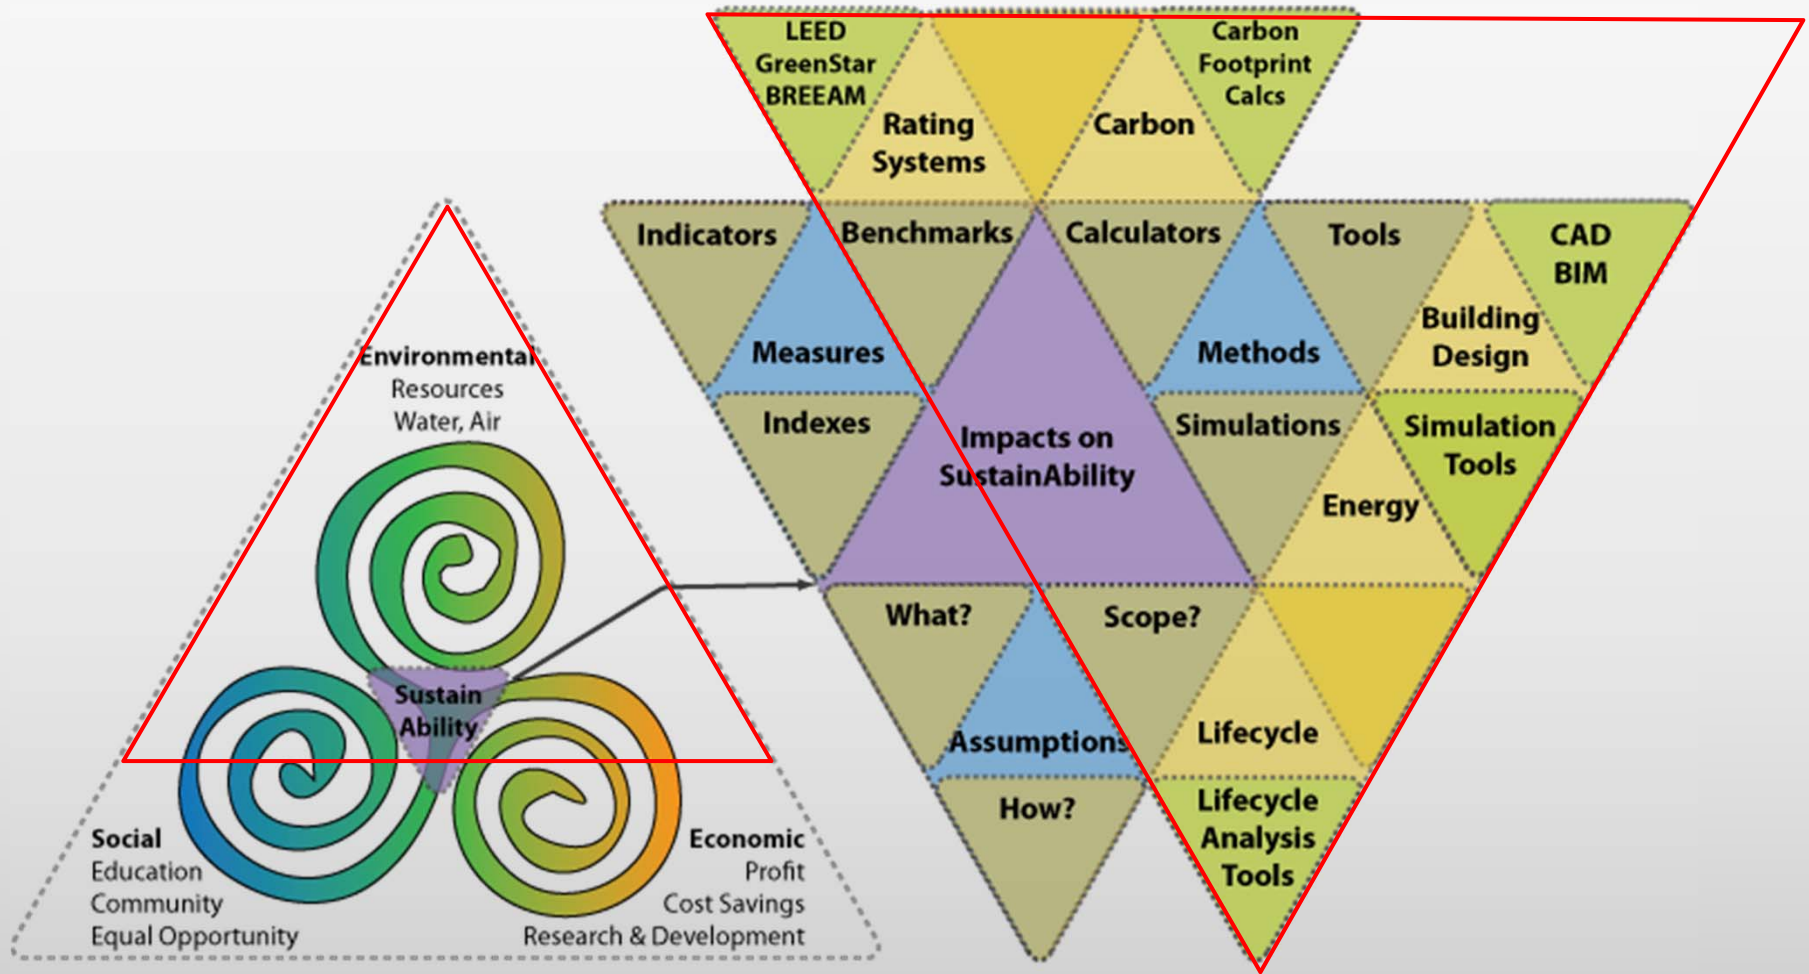 Environmental
Resources
Water, Air
Sustain
Ability
Social
Education
Community
Equal Opportunity
Economic
Profit
Cost Savings
Research & Development
LEED
GreenStar
BREEAM
Rating
Systems
Carbon
Carbon
Footprint
Calcs
Indicators
Benchmarks
Calculators
Tools
CAD
BIM
Measures
Methods
Building
Design
Indexes
Impacts on
SustainAbility
Simulations
Simulation
Tools
Energy
What?
Scope?
Assumptions
Lifecycle
How?
Lifecycle
Analysis
Tools